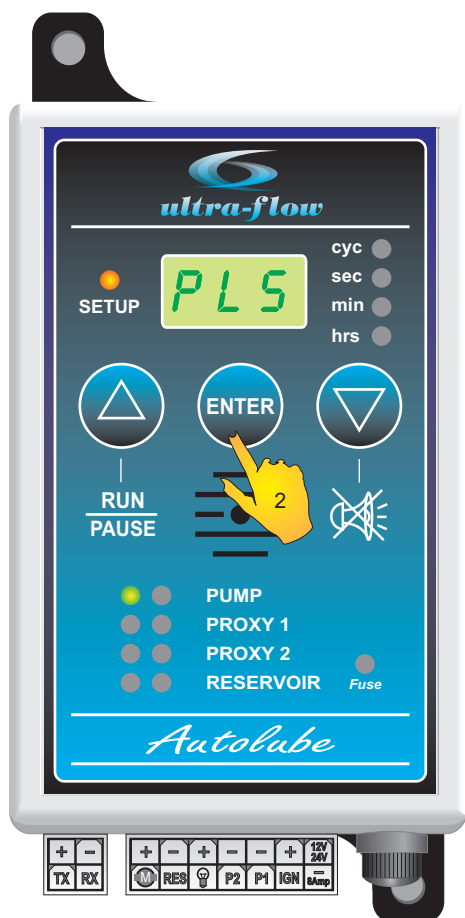 ultra-flow
cyc
sec
min
hrs
SETUP
PLS
ENTER
RUN
PAUSE
2
PUMP
PROXY 1
PROXY 2
RESERVOIR
Fuse
Autolube
+ - + - + - - + 12V
24V
TX RX M RES P2 P1 IGN - 8Amp